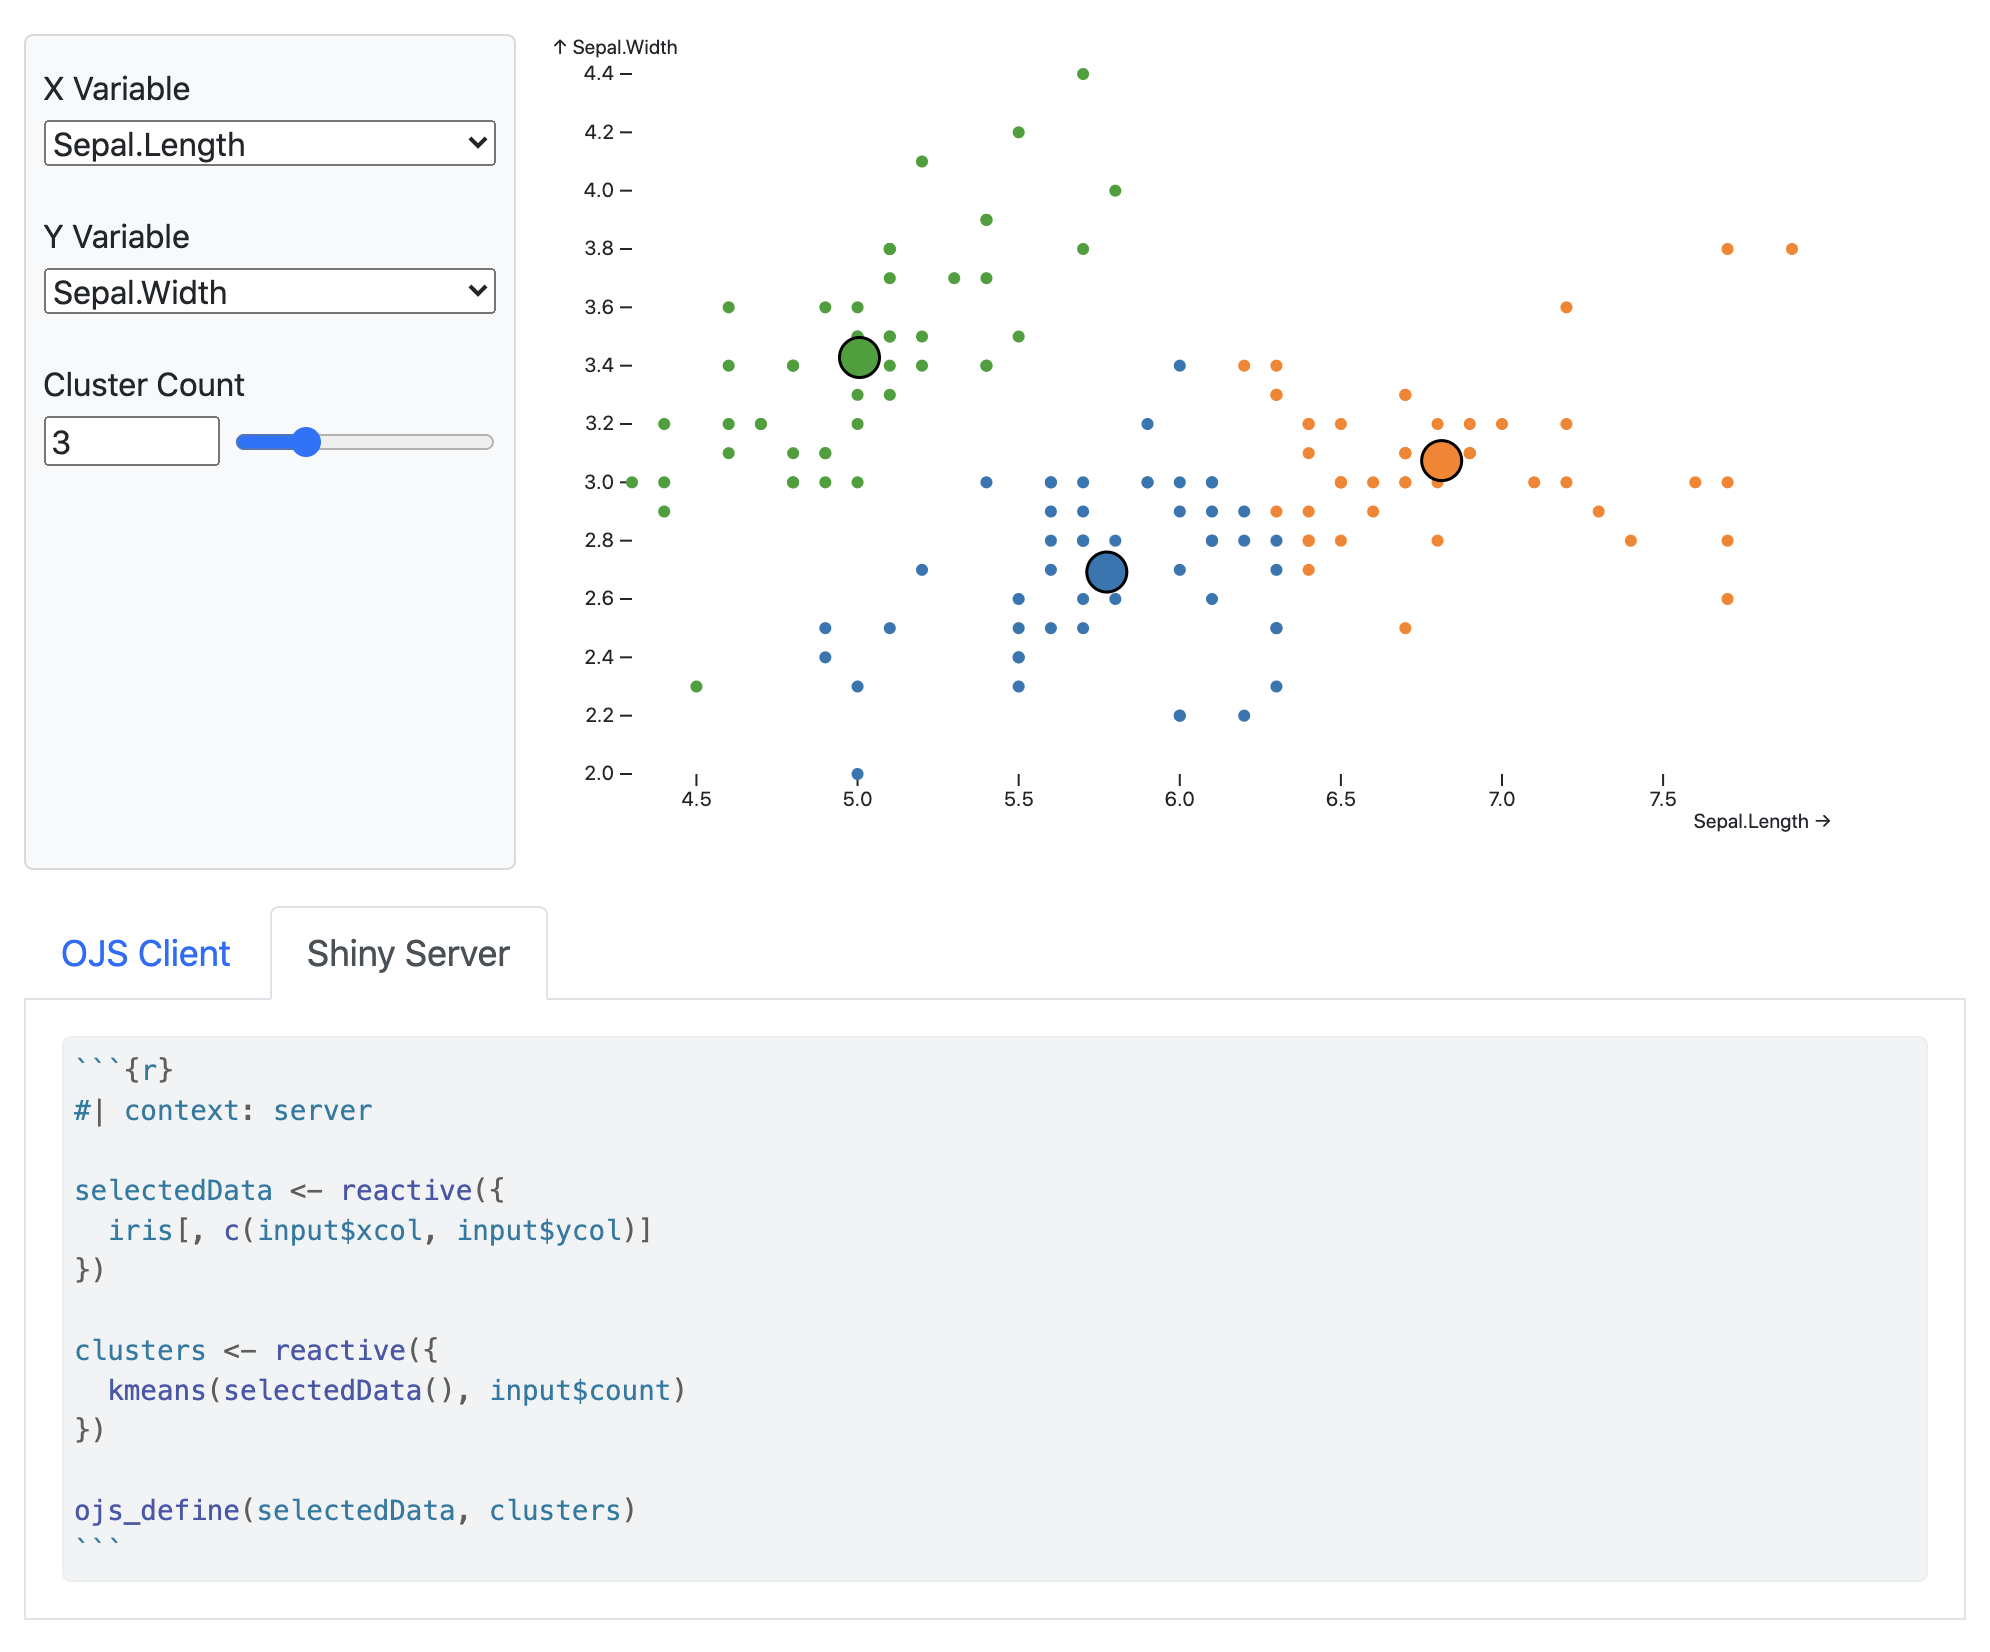 X Variable
Sepal.Length
Y Variable
Sepal.Width
Cluster Count
3
↑ Sepal.Width
4.4
4.2
4.0
3.8
3.6
3.4
3.2
3.0
2.8
2.6
2.4
2.2
2.0
4.5 5.0 5.5 6.0 6.5 7.0 7.5
Sepal.Length →
OJS Client Shiny Server
```{r}
#| context: server

selectedData <- reactive({
  iris[, c(input$xcol, input$ycol)]
})

clusters <- reactive({
  kmeans(selectedData(), input$count)
})

ojs_define(selectedData, clusters)
```